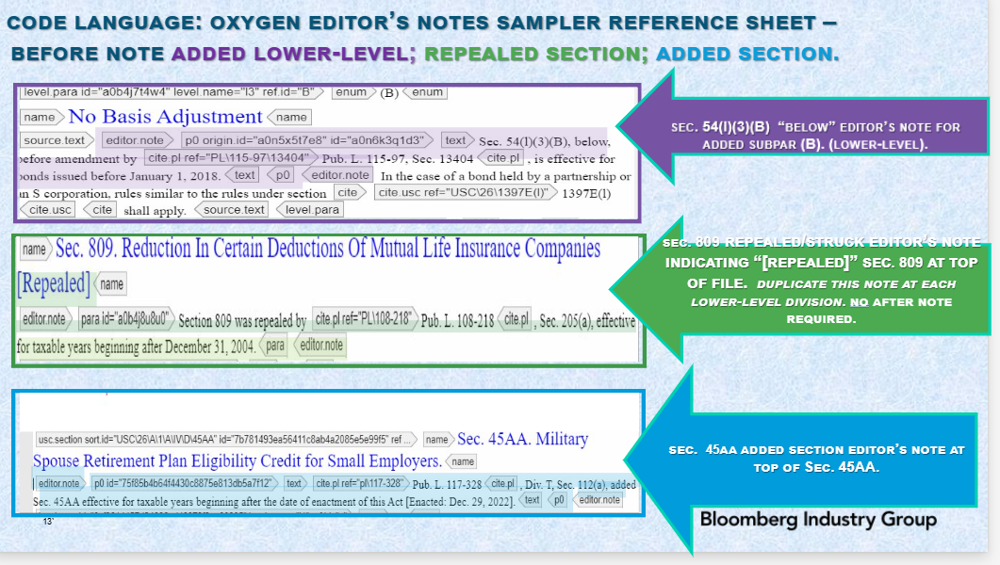 CODE LANGUAGE: OXYGEN EDITOR'S NOTES SAMPLER REFERENCE SHEET –
BEFORE NOTE ADDED LOWER-LEVEL; REPEALED SECTION; ADDED SECTION.
level.para id="a0b4j7t4w4" level.name="l3" ref.id="B" enum (B) enum
name No Basis Adjustment name
source.text editor.note p0 origin.id="a0n5x5t7e8" id="a0n6k3q1d3" text Sec. 54(l)(3)(B), below,
before amendment by cite.pl ref="PL\115-97\13404" Pub. L. 115-97, Sec. 13404 cite.pl , is effective for
bonds issued before January 1, 2018. text p0 editor.note In the case of a bond held by a partnership or
an S corporation, rules similar to the rules under section cite cite.usc ref="USC\26\1397E(l)" 1397E(l)
cite.usc cite shall apply. source.text level.para
SEC. 54(L)(3)(B) "BELOW" EDITOR'S NOTE FOR
ADDED SUBPAR (B). (LOWER-LEVEL).
name Sec. 809. Reduction In Certain Deductions Of Mutual Life Insurance Companies
[Repealed] name
editor.note para id="a0b4j8u8u0" Section 809 was repealed by cite.pl ref="PL\108-218" Pub. L. 108-218 cite.pl , Sec. 205(a), effective
for taxable years beginning after December 31, 2004. para editor.note
SEC. 809 REPEALED/STRUCK EDITOR'S NOTE
INDICATING "[REPEALED]" SEC. 809 AT TOP
OF FILE. DUPLICATE THIS NOTE AT EACH
LOWER-LEVEL DIVISION. NO AFTER NOTE
REQUIRED.
usc.section sort.id="USC\26\A\1\A\IV\D\45AA" id="7b781493ea56411c8ab4a2085e5e99f5" ref ... name Sec. 45AA. Military
Spouse Retirement Plan Eligibility Credit for Small Employers. name
editor.note p0 id="75f85b4b64f4430c8875e813db5a7f12" text cite.pl ref="pl\117-328" Pub. L. 117-328 cite.pl , Div. T, Sec. 112(a), added
Sec. 45AA effective for taxable years beginning after the date of enactment of this Act [Enacted: Dec. 29, 2022]. text p0 editor.note
SEC. 45AA ADDED SECTION EDITOR'S NOTE AT
TOP OF SEC. 45AA.
13
Bloomberg Industry Group